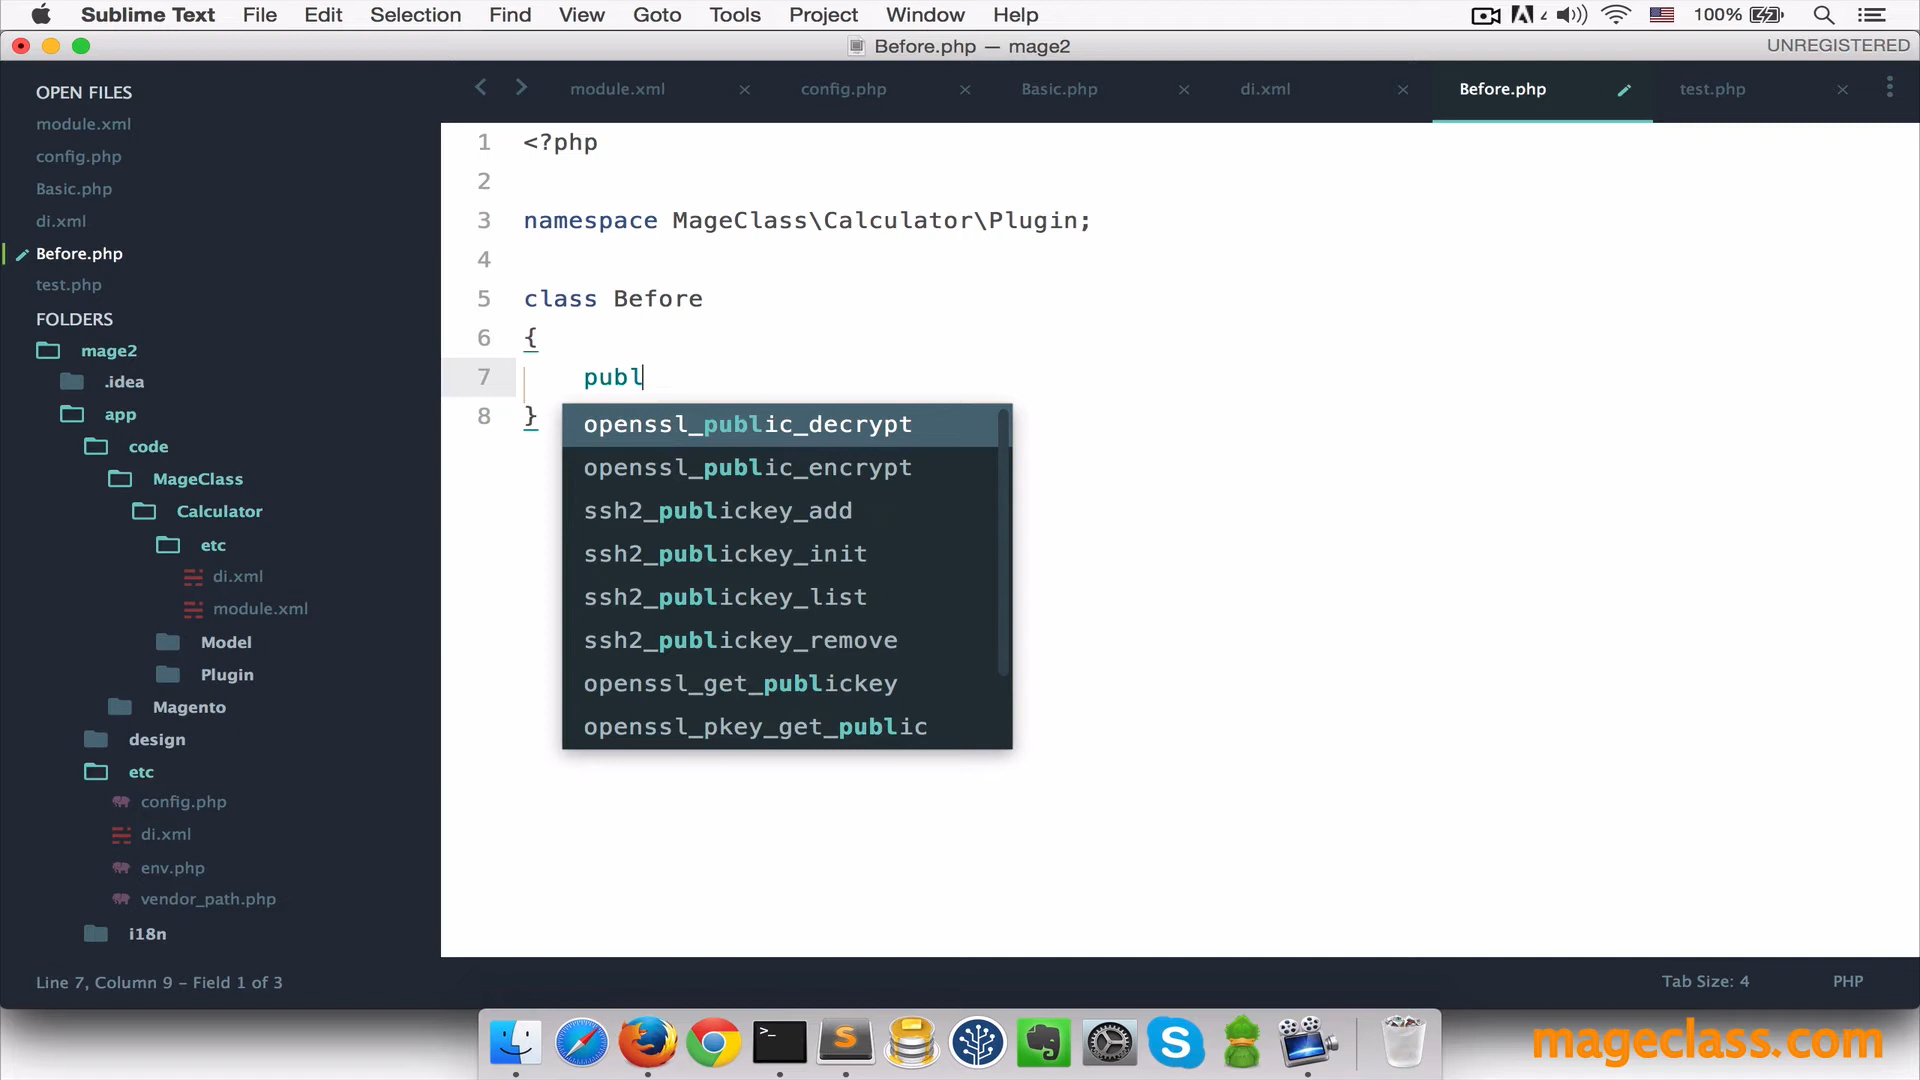 Sublime Text File Edit Selection Find View Goto Tools Project Window Help 4 100%
Before.php — mage2 UNREGISTERED
OPEN FILES
module.xml
config.php
Basic.php
di.xml
Before.php
test.php
FOLDERS
mage2
.idea
app
code
MageClass
Calculator
etc
di.xml
module.xml
Model
Plugin
Magento
design
etc
config.php
di.xml
env.php
vendor_path.php
i18n
module.xml config.php Basic.php di.xml Before.php test.php
1 <?php
2
3 namespace MageClass\Calculator\Plugin;
4
5 class Before
6 {
7 publ
8 }
openssl_public_decrypt
openssl_public_encrypt
ssh2_publickey_add
ssh2_publickey_init
ssh2_publickey_list
ssh2_publickey_remove
openssl_get_publickey
openssl_pkey_get_public
Line 7, Column 9 – Field 1 of 3 Tab Size: 4 PHP
mageclass.com